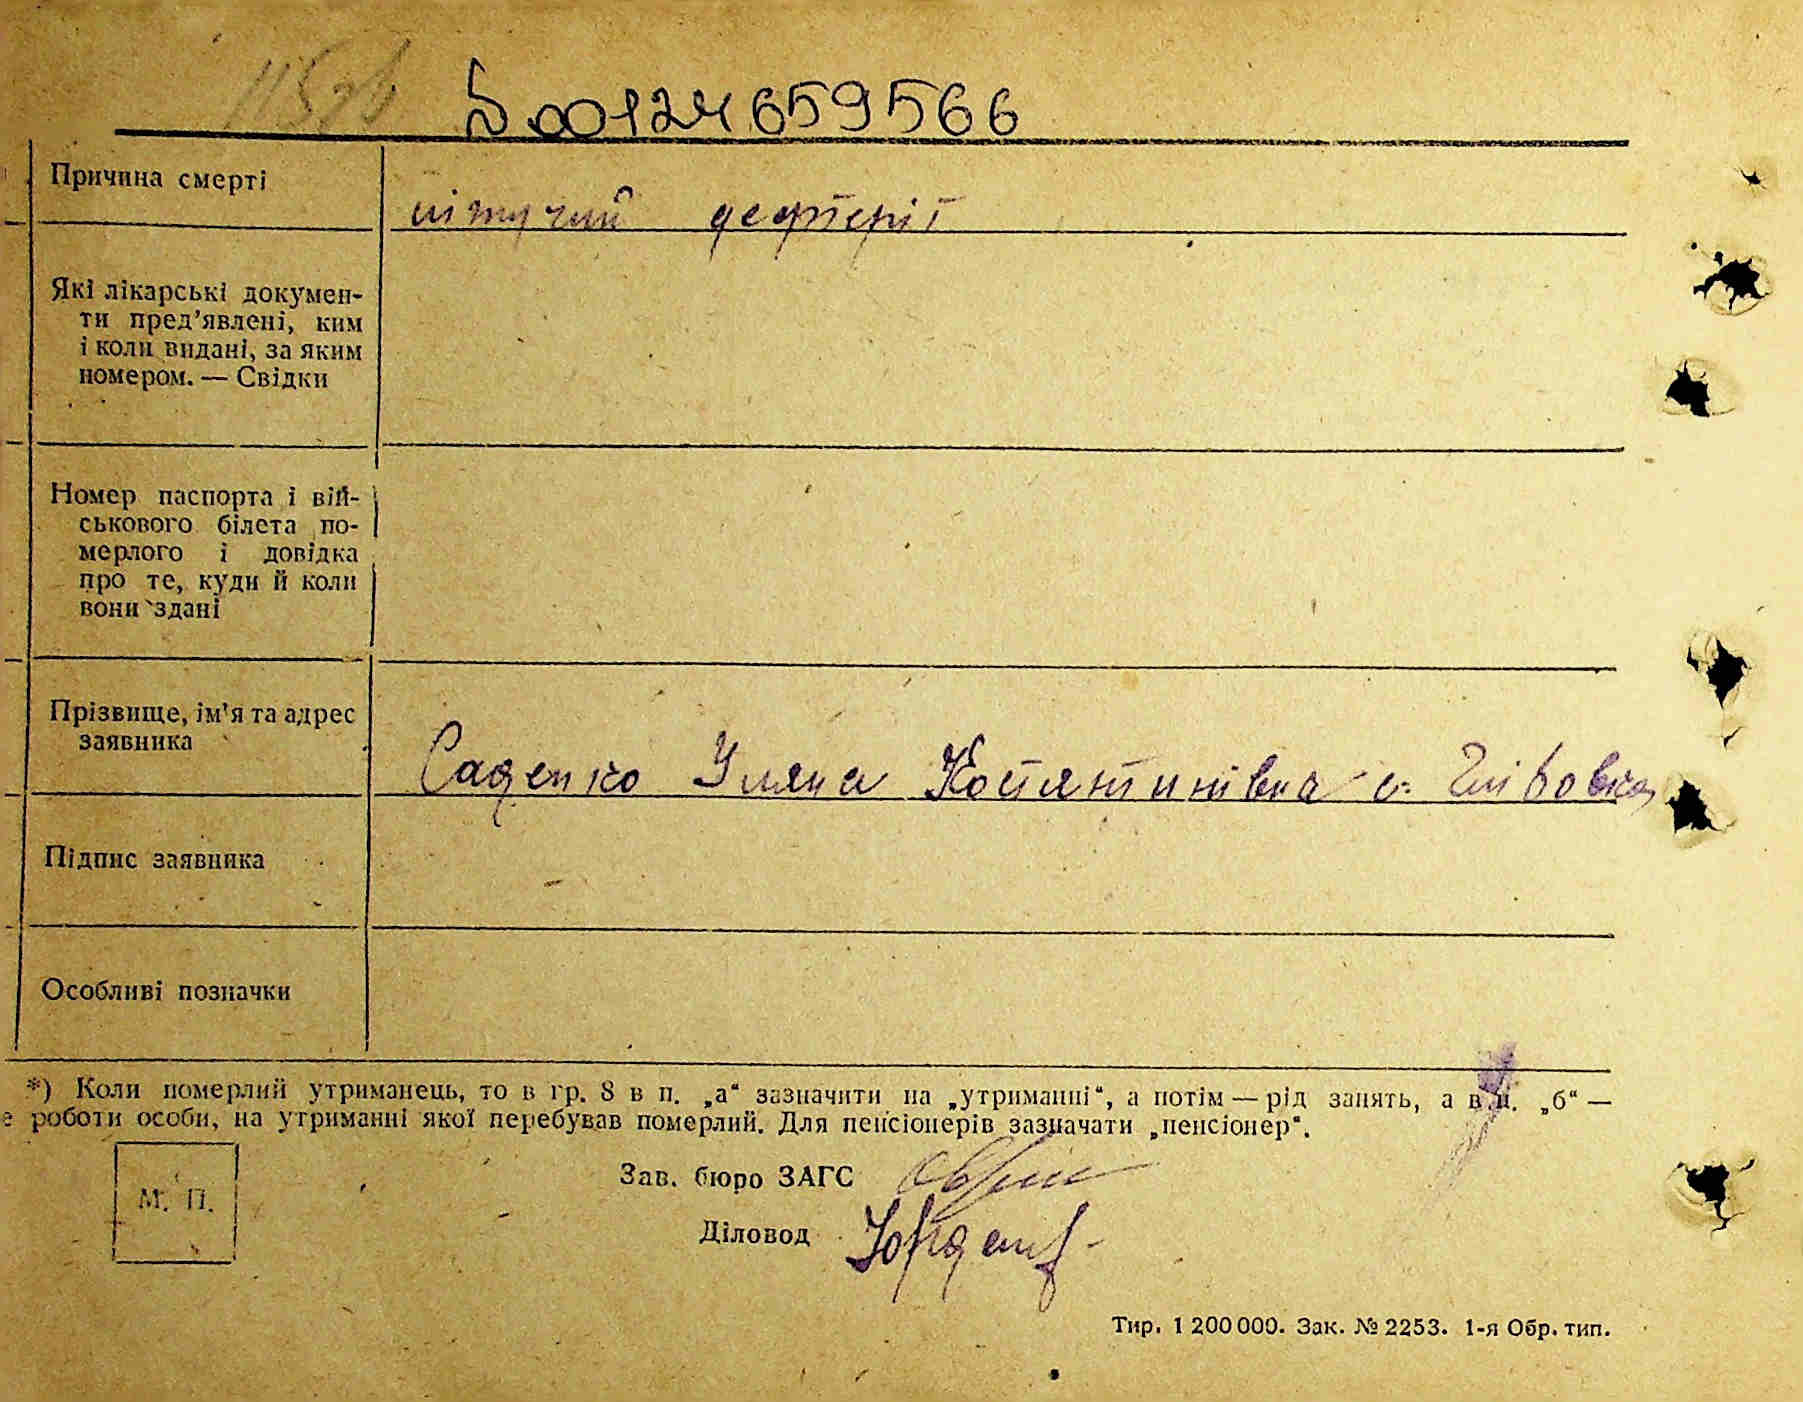 00124659566
Причина смерті
дефтеріт
Які лікарські докумен-
ти пред'явлені, ким
і коли видані, за яким
номером. — Свідки
Номер паспорта і вій-
ськового білета по-
мерлого і довідка
про те, куди й коли
вони здані
Прізвище, ім'я та адрес
заявника
Саденко Уляна с.
Підпис заявника
Особливі позначки
*) Коли померлий утриманець, то в гр. 8 в п. „а“ зазначити на „утриманні“, а потім — рід занять, а в п. „б“ —
е роботи особи, на утриманні якої перебував померлий. Для пенсіонерів зазначати „пенсіонер“.
М. П.
Зав. бюро ЗАГС
Діловод
Тир. 1 200 000. Зак. № 2253. 1-я Обр. тип.